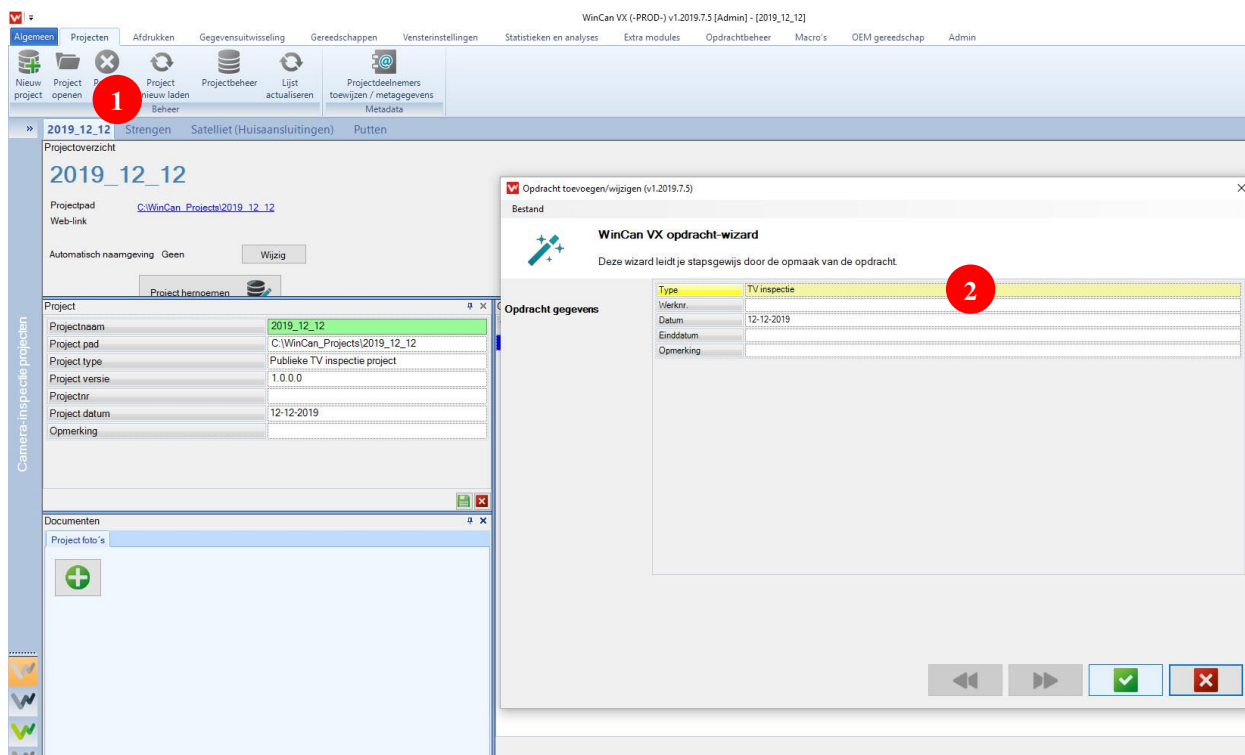 WinCan VX (-PROD-) v1.2019.7.5 [Admin] - [2019_12_12]
Algemeen Projecten Afdrukken Gegevensuitwisseling Gereedschappen Vensterinstellingen Statistieken en analyses Extra modules Opdrachtbeheer Macro's OEM gereedschap Admin
Nieuw project
Project openen
Project nieuw laden
Projectbeheer
Lijst actualiseren
Projectdeelnemers toewijzen / metagegevens
1
Beheer
Metadata
2019_12_12 Strengen Satelliet (Huisaansluitingen) Putten
Projectoverzicht
2019_12_12
Projectpad C:\WinCan_Projects\2019_12_12
Web-link
Automatisch naamgeving Geen Wijzig
Project hernoemen
Project
Projectnaam 2019_12_12
Project pad C:\WinCan_Projects\2019_12_12
Project type Publieke TV inspectie project
Project versie 1.0.0.0
Projectnr
Project datum 12-12-2019
Opmerking
Documenten
Project foto´s
Camera-inspectie projecten
Opdracht toevoegen/wijzigen (v1.2019.7.5)
Bestand
WinCan VX opdracht-wizard
Deze wizard leidt je stapsgewijs door de opmaak van de opdracht.
Opdracht gegevens
Type TV inspectie
2
Werknr.
Datum 12-12-2019
Einddatum
Opmerking